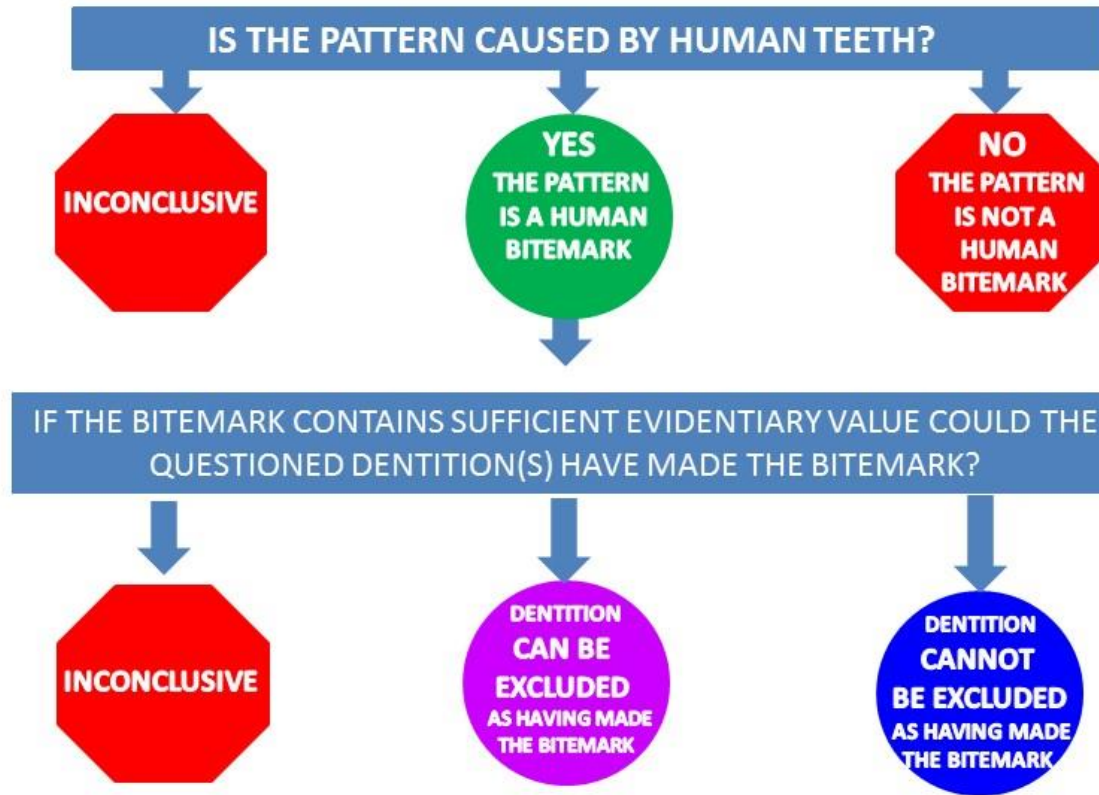 IS THE PATTERN CAUSED BY HUMAN TEETH?
INCONCLUSIVE
YES
THE PATTERN
IS A HUMAN
BITEMARK
NO
THE PATTERN
IS NOT A
HUMAN
BITEMARK
IF THE BITEMARK CONTAINS SUFFICIENT EVIDENTIARY VALUE COULD THE
QUESTIONED DENTITION(S) HAVE MADE THE BITEMARK?
INCONCLUSIVE
DENTITION
CAN BE
EXCLUDED
AS HAVING MADE
THE BITEMARK
DENTITION
CANNOT
BE EXCLUDED
AS HAVING MADE
THE BITEMARK